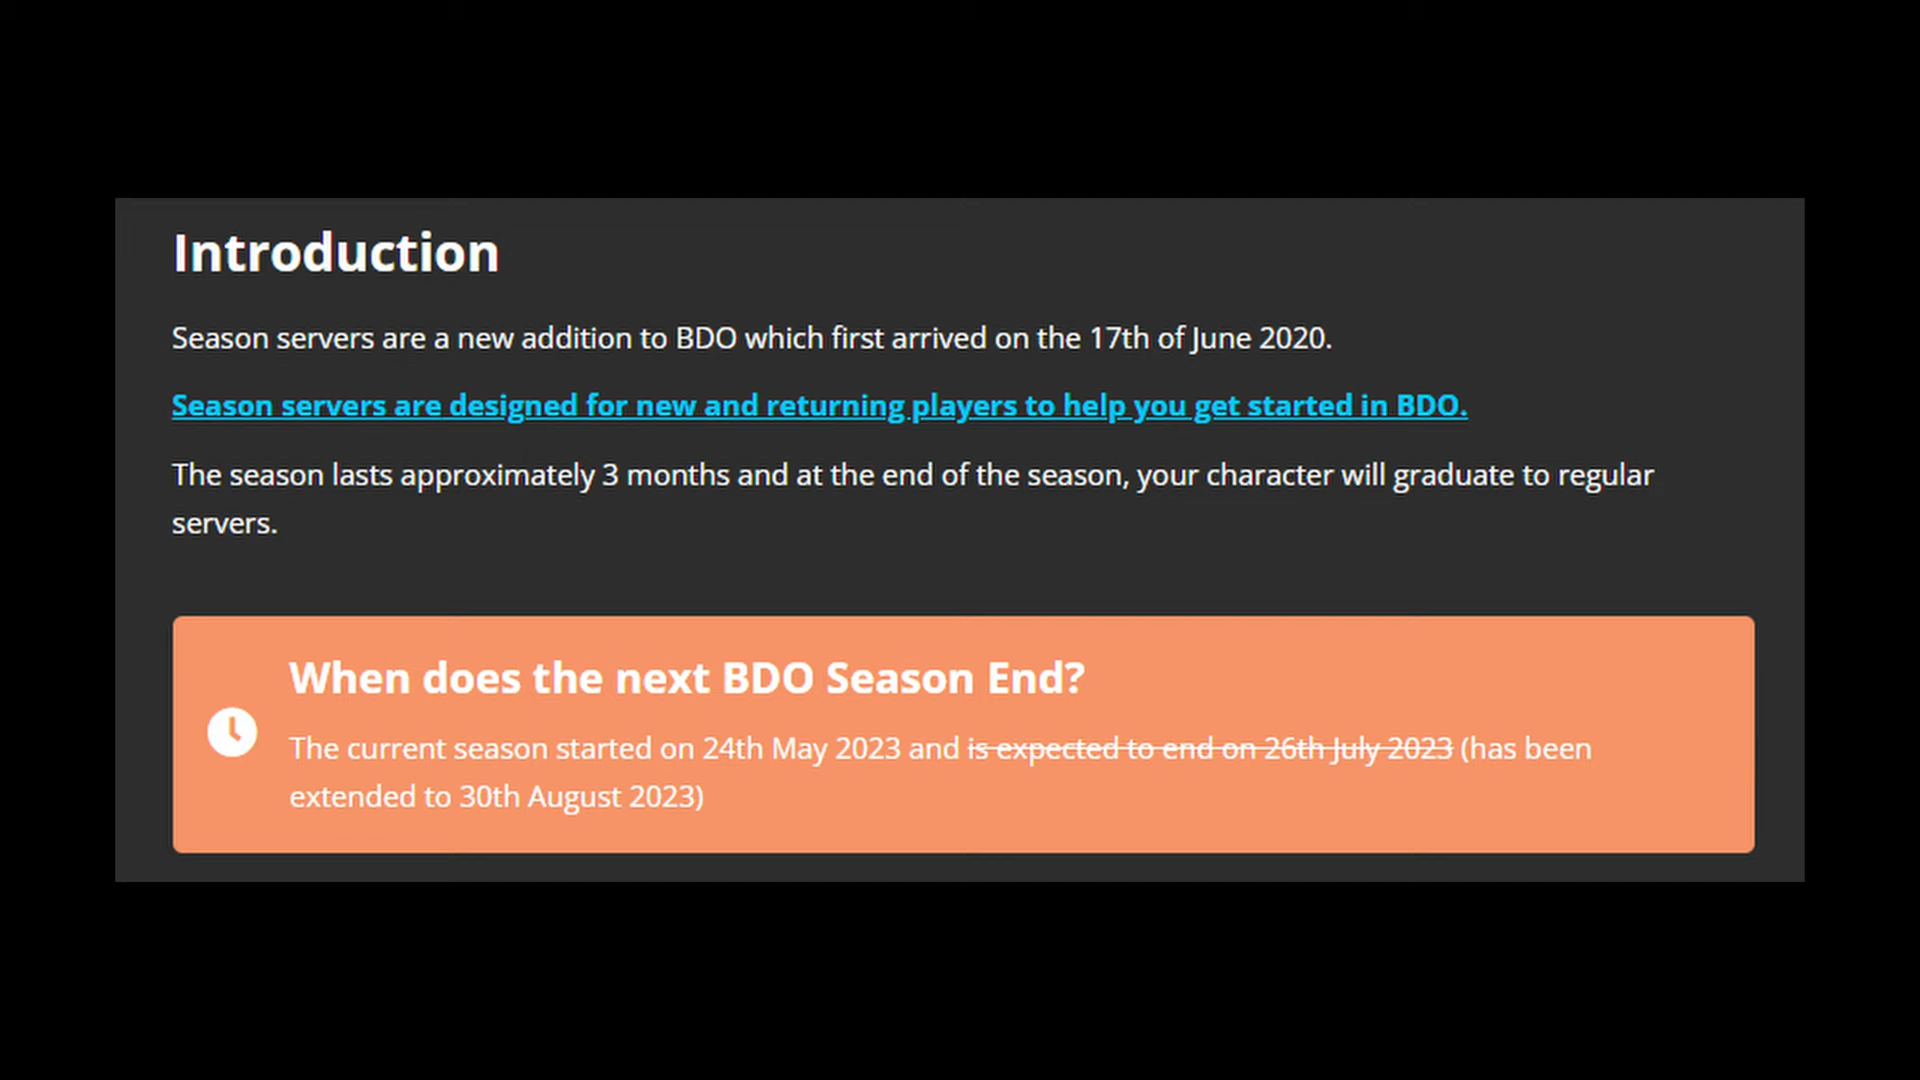 Introduction
Season servers are a new addition to BDO which first arrived on the 17th of June 2020.
Season servers are designed for new and returning players to help you get started in BDO.
The season lasts approximately 3 months and at the end of the season, your character will graduate to regular
servers.
When does the next BDO Season End?
The current season started on 24th May 2023 and is expected to end on 26th July 2023 (has been
extended to 30th August 2023)